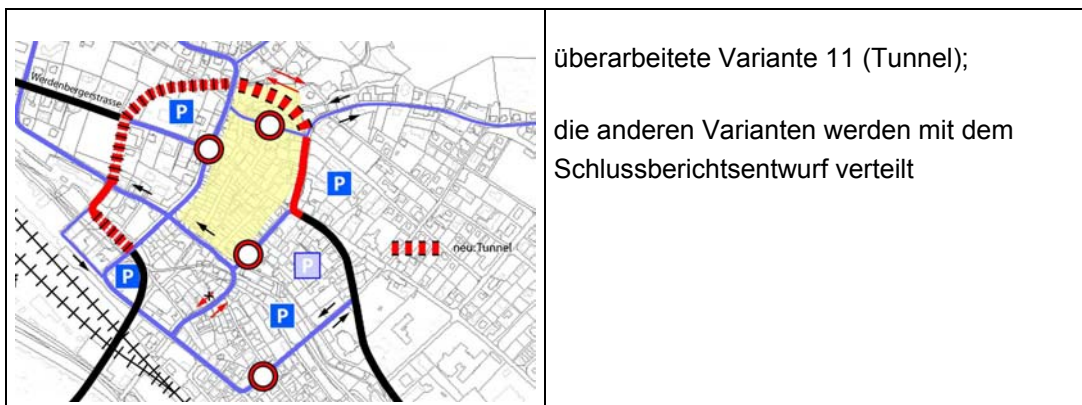 Werdenbergerstrasse
P
P
P
P
P
neu: Tunnel
überarbeitete Variante 11 (Tunnel);
die anderen Varianten werden mit dem
Schlussberichtsentwurf verteilt